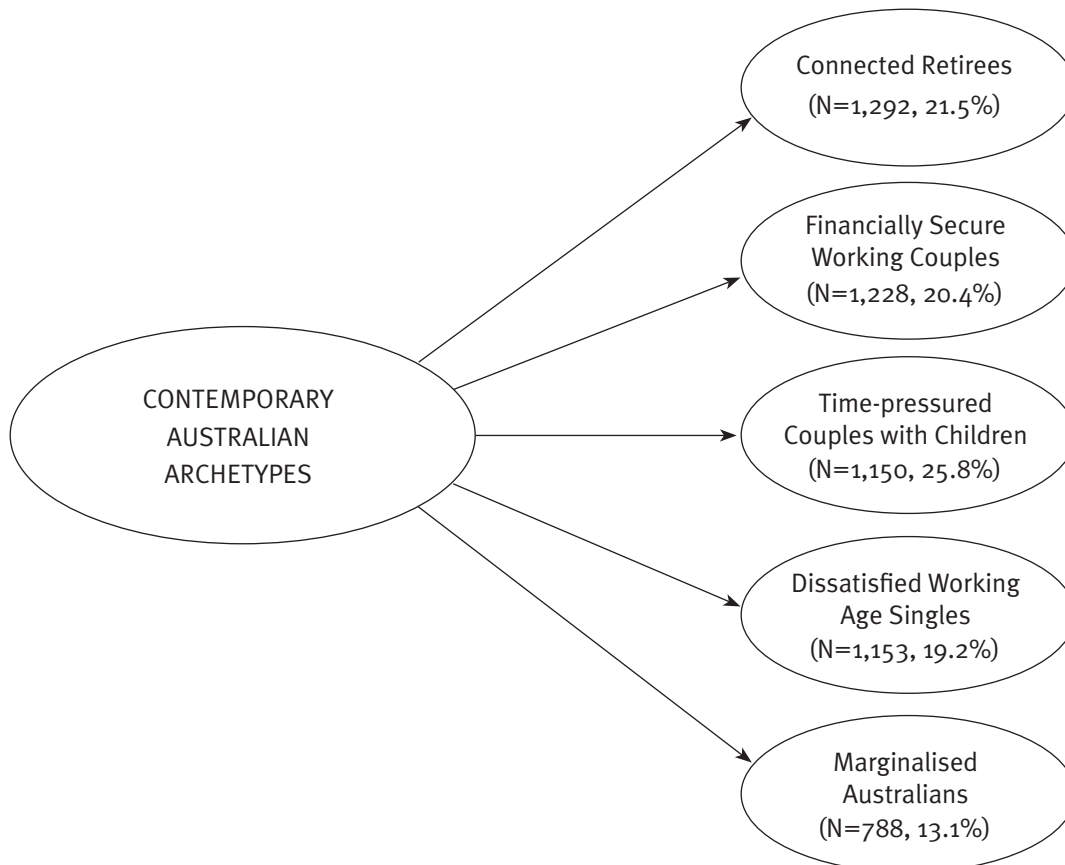 Connected Retirees
(N=1,292, 21.5%)
Financially Secure
Working Couples
(N=1,228, 20.4%)
CONTEMPORARY
AUSTRALIAN
ARCHETYPES
Time-pressured
Couples with Children
(N=1,150, 25.8%)
Dissatisfied Working
Age Singles
(N=1,153, 19.2%)
Marginalised
Australians
(N=788, 13.1%)